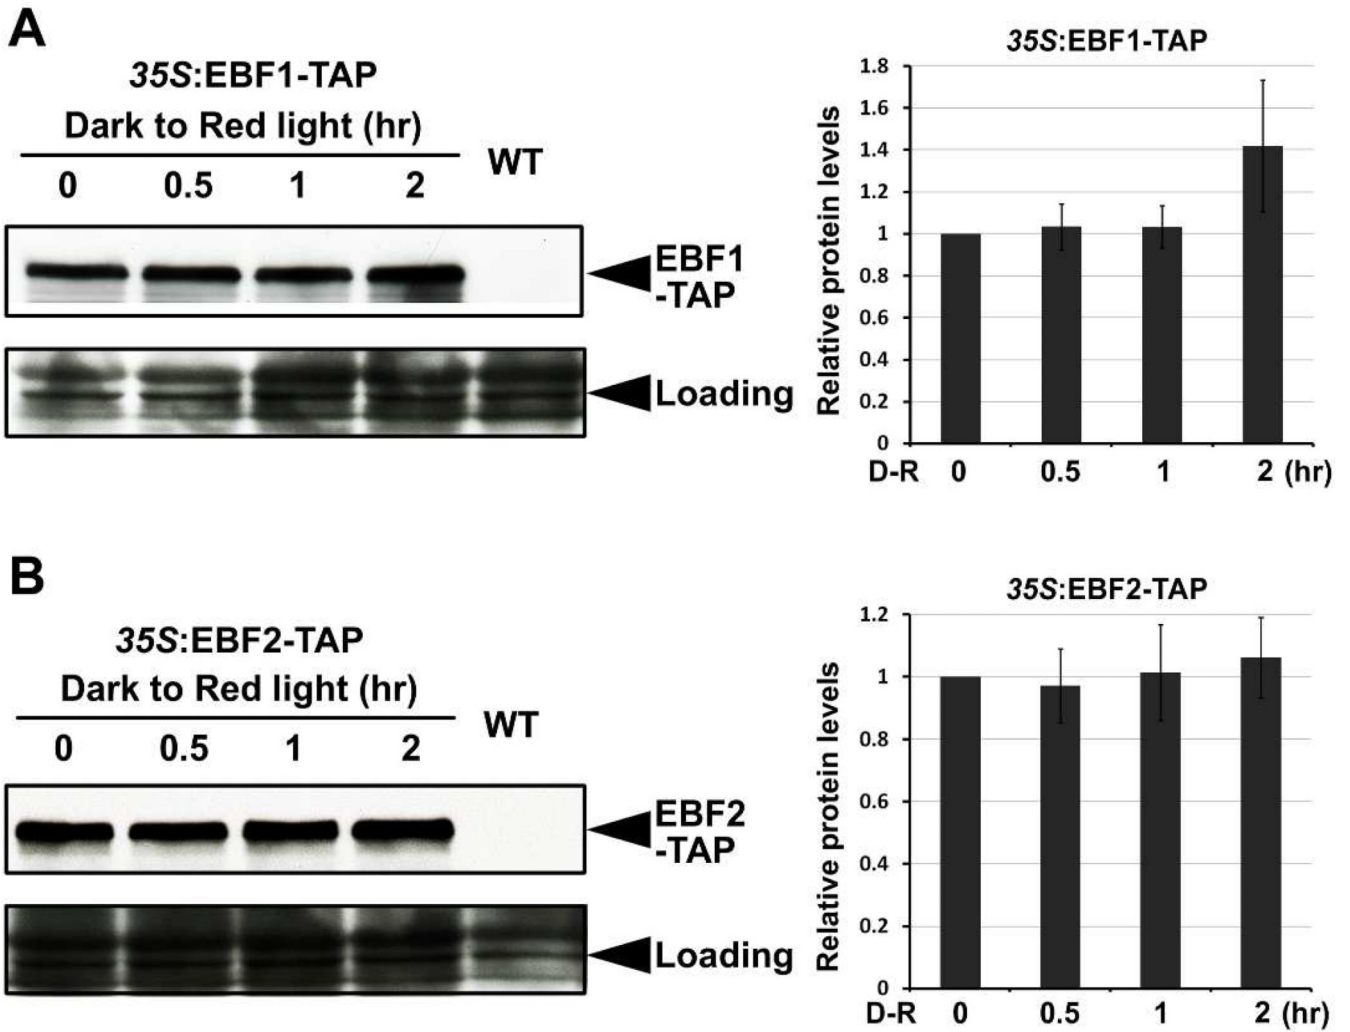 A
35S:EBF1-TAP
Dark to Red light (hr)
WT
0 0.5 1 2
EBF1
-TAP
Loading
35S:EBF1-TAP
Relative protein levels
1.8
1.6
1.4
1.2
1
0.8
0.6
0.4
0.2
0
D-R 0 0.5 1 2 (hr)
B
35S:EBF2-TAP
Dark to Red light (hr)
WT
0 0.5 1 2
EBF2
-TAP
Loading
35S:EBF2-TAP
Relative protein levels
1.2
1
0.8
0.6
0.4
0.2
0
D-R 0 0.5 1 2 (hr)